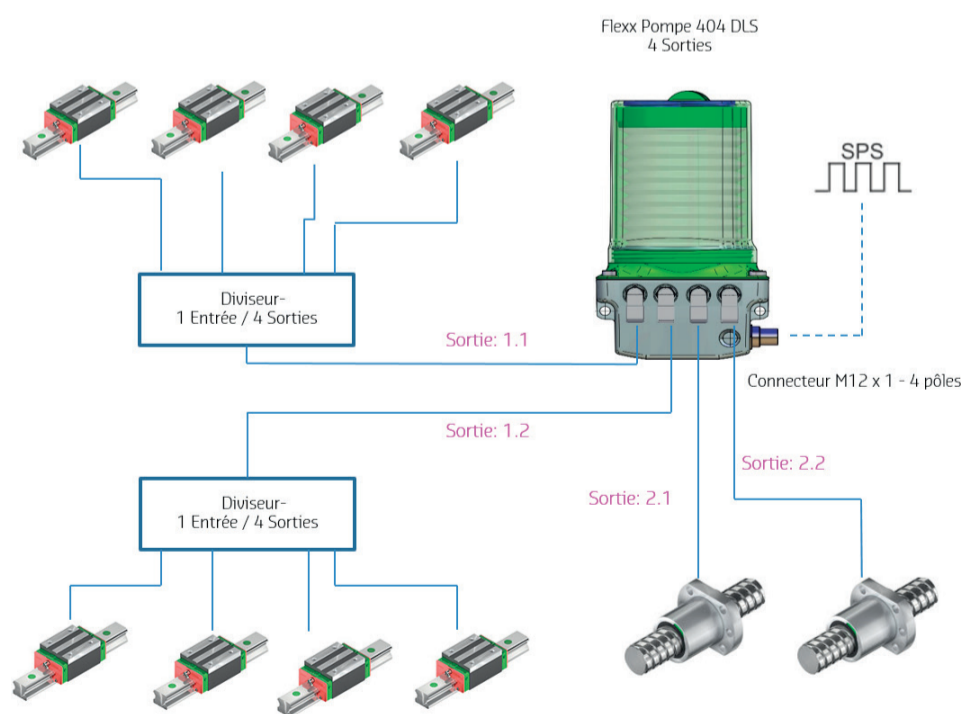 Flexx Pompe 404 DLS
4 Sorties
SPS
Diviseur-
1 Entrée / 4 Sorties
Sortie: 1.1
Connecteur M12 x 1 - 4 pôles
Sortie: 1.2
Sortie: 2.2
Sortie: 2.1
Diviseur-
1 Entrée / 4 Sorties